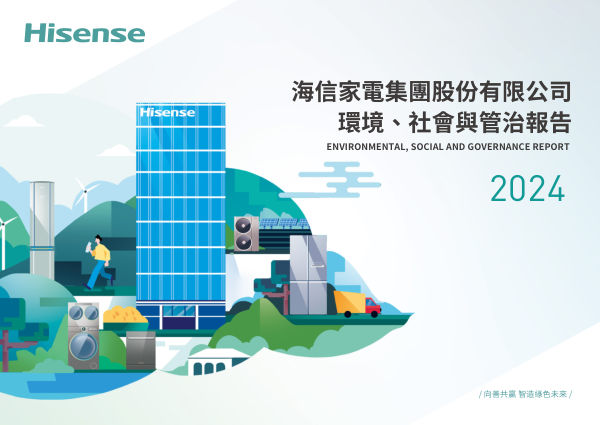 Hisense
海信家電集團股份有限公司
環境、社會與管治報告
ENVIRONMENTAL, SOCIAL AND GOVERNANCE REPORT
2024
Hisense
/ 向善共贏 智造綠色未來 /